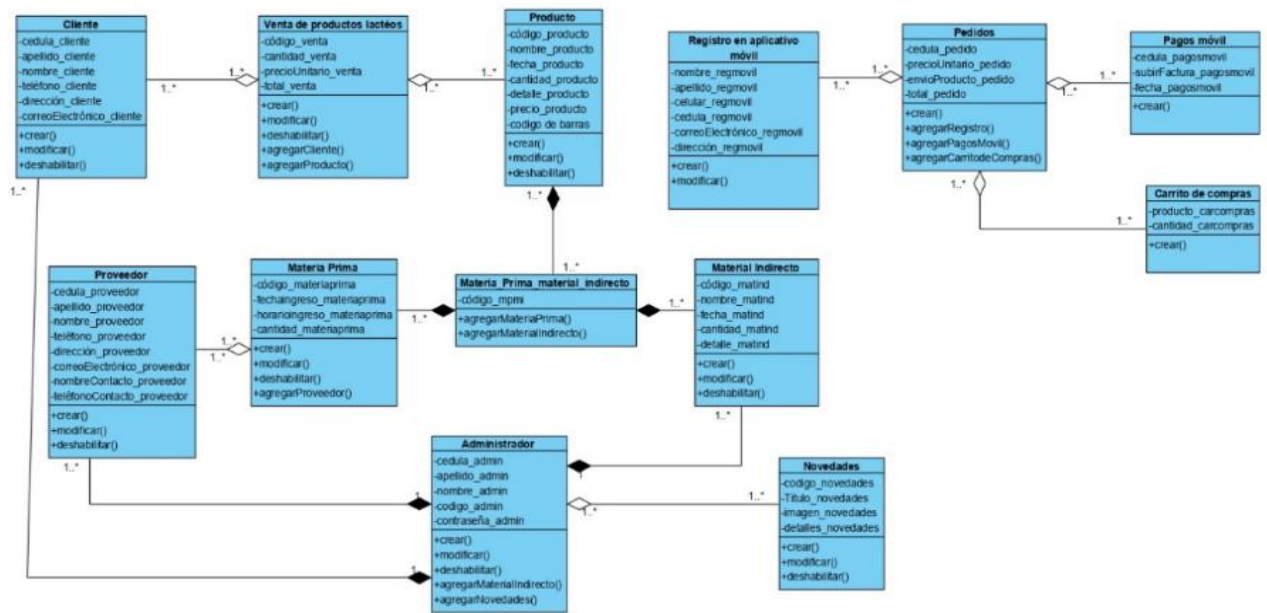 Cliente
-cedula_cliente
-apellido_cliente
-nombre_cliente
-teléfono_cliente
-dirección_cliente
-correoElectrónico_cliente
+crear()
+modificar()
+deshabilitar()
1..*
1..*
Venta de productos lactéos
-código_venta
-cantidad_venta
-precioUnitario_venta
-total_venta
+crear()
+modificar()
+deshabilitar()
+agregarCliente()
+agregarProducto()
1..*
1..*
1..*
Producto
-código_producto
-nombre_producto
-fecha_producto
-cantidad_producto
-detalle_producto
-precio_producto
-codigo de barras
+crear()
+modificar()
+deshabilitar()
1
1..*
Registro en aplicativo
móvil
-nombre_regmovil
-apellido_regmovil
-celular_regmovil
-cedula_regmovil
-correoElectrónico_regmovil
-dirección_regmovil
+crear()
+modificar()
1..*
1..*
Pedidos
-cedula_pedido
-precioUnitario_pedido
-envioProducto_pedido
-total_pedido
+crear()
+agregarRegistro()
+agregarPagosMovil()
+agregarCarritodeCompras()
1..*
1..*
1..*
Pagos móvil
-cedula_pagosmovil
-subirFactura_pagosmovil
-fecha_pagosmovil
+crear()
1..*
Carrito de compras
-producto_carcompras
-cantidad_carcompras
+crear()
Proveedor
-cedula_proveedor
-apellido_proveedor
-nombre_proveedor
-teléfono_proveedor
-dirección_proveedor
-correoElectrónico_proveedor
-nombreContacto_proveedor
-teléfonoContacto_proveedor
+crear()
+modificar()
+deshabilitar()
1..*
1..*
1..*
Materia Prima
-código_materiaprima
-fechaingreso_materiaprima
-horarioingreso_materiaprima
-cantidad_materiaprima
+crear()
+modificar()
+deshabilitar()
+agregarProveedor()
1..*
1
Materia_Prima_material_indirecto
-código_mpmi
+agregarMateriaPrima()
+agregarMaterialIndirecto()
1
1..*
Material Indirecto
-código_matind
-nombre_matind
-fecha_matind
-cantidad_matind
-detalle_matind
+crear()
+modificar()
+deshabilitar()
1..*
Administrador
-cedula_admin
-apellido_admin
-nombre_admin
-codigo_admin
-contraseña_admin
+crear()
+modificar()
+deshabilitar()
+agregarMaterialIndirecto()
+agregarNovedades()
1
1
1
1..*
1..*
Novedades
-codigo_novedades
-Titulo_novedades
-imagen_novedades
-detalles_novedades
+crear()
+modificar()
+deshabilitar()